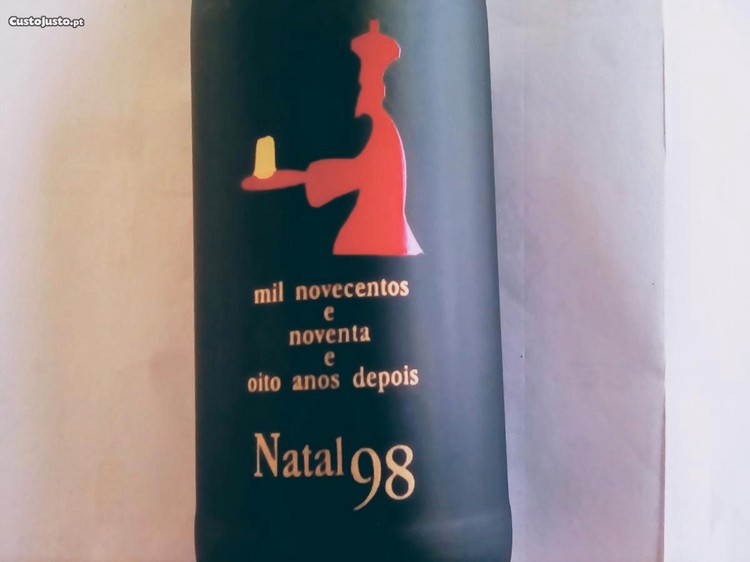 CustoJusto.pt
mil novecentos
e
noventa
e
oito anos depois
Natal 98